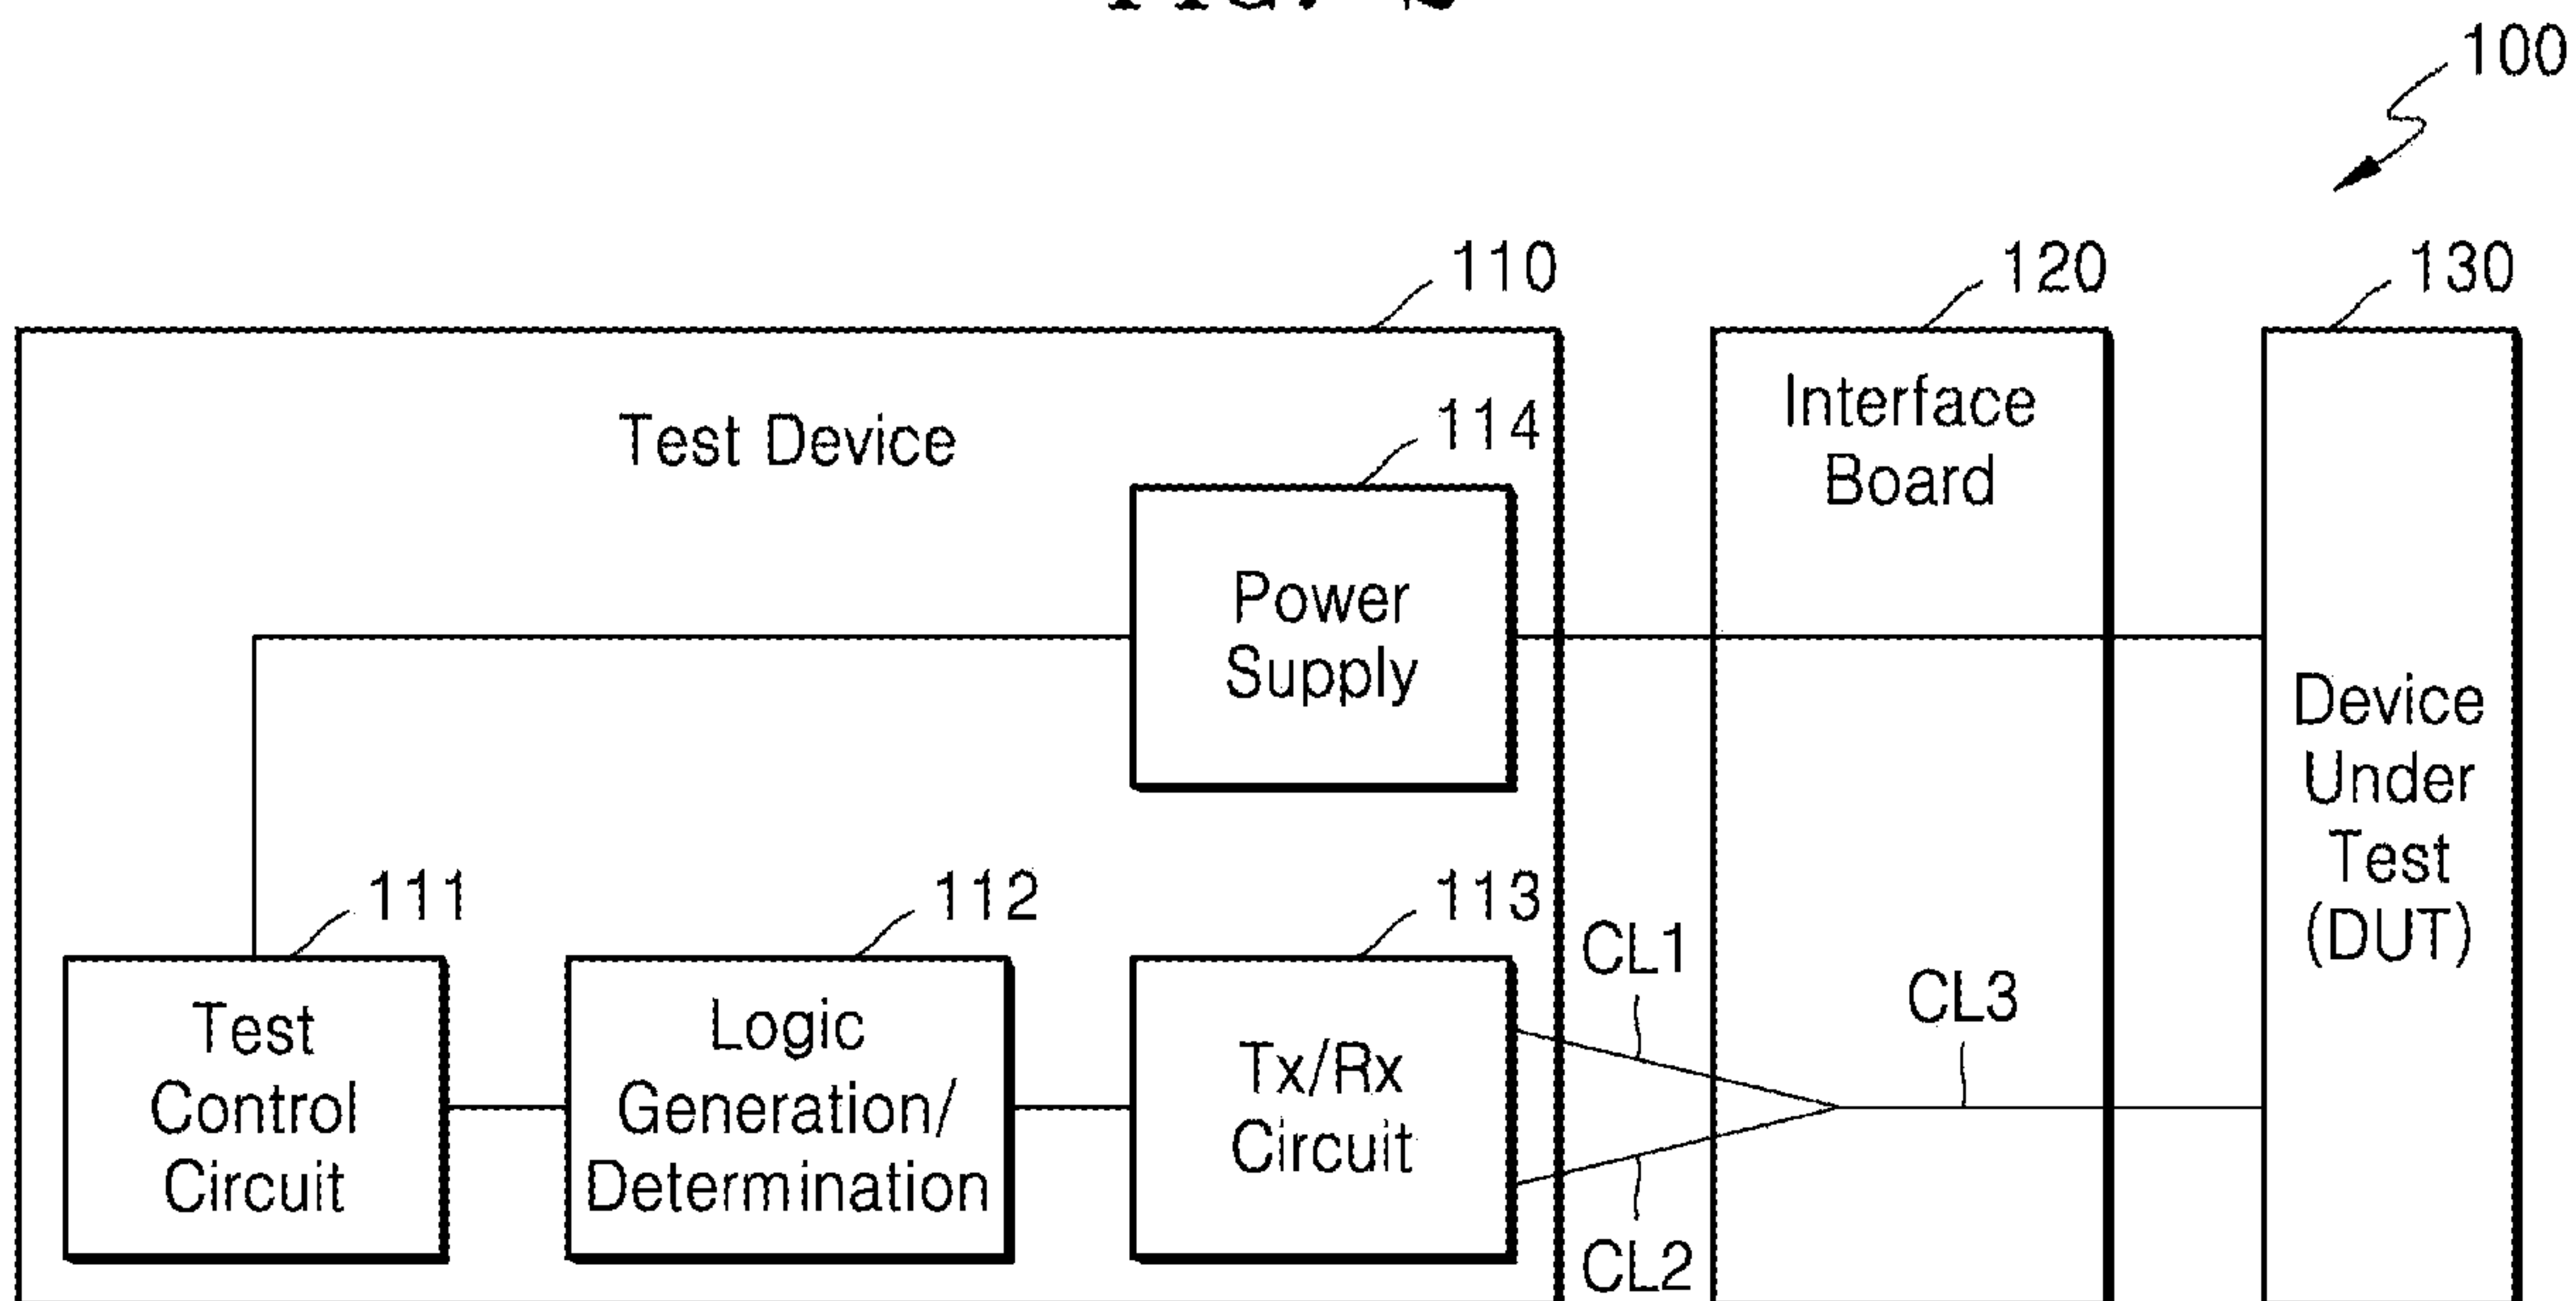 100
110
120
130
Test Device
114
Interface
Board
Power
Supply
Device
Under
Test
(DUT)
111
112
113
CL1
CL3
Test
Control
Circuit
Logic
Generation/
Determination
Tx/Rx
Circuit
CL2